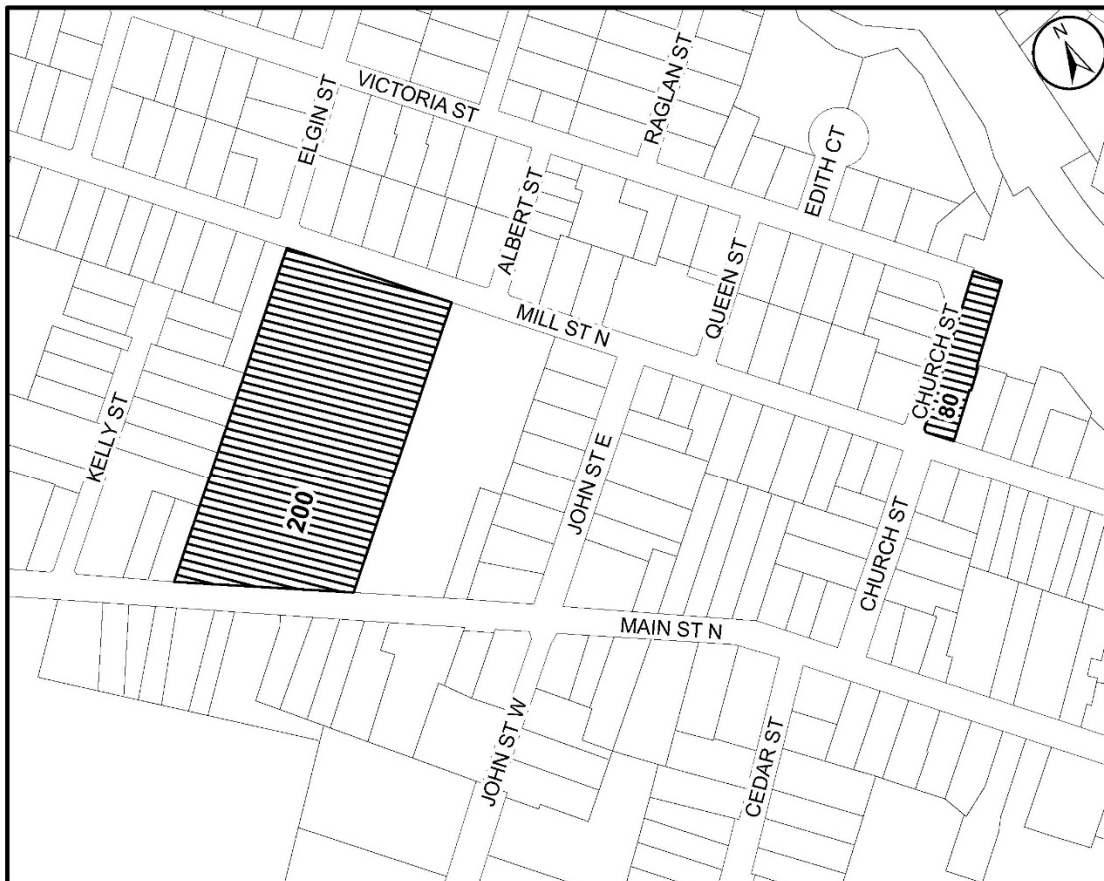 N
VICTORIA ST
RAGLAN ST
ELGIN ST
EDITH CT
ALBERT ST
QUEEN ST
MILL ST N
CHURCH ST
80
KELLY ST
JOHN ST E
200
CHURCH ST
MAIN ST N
JOHN ST W
CEDAR ST